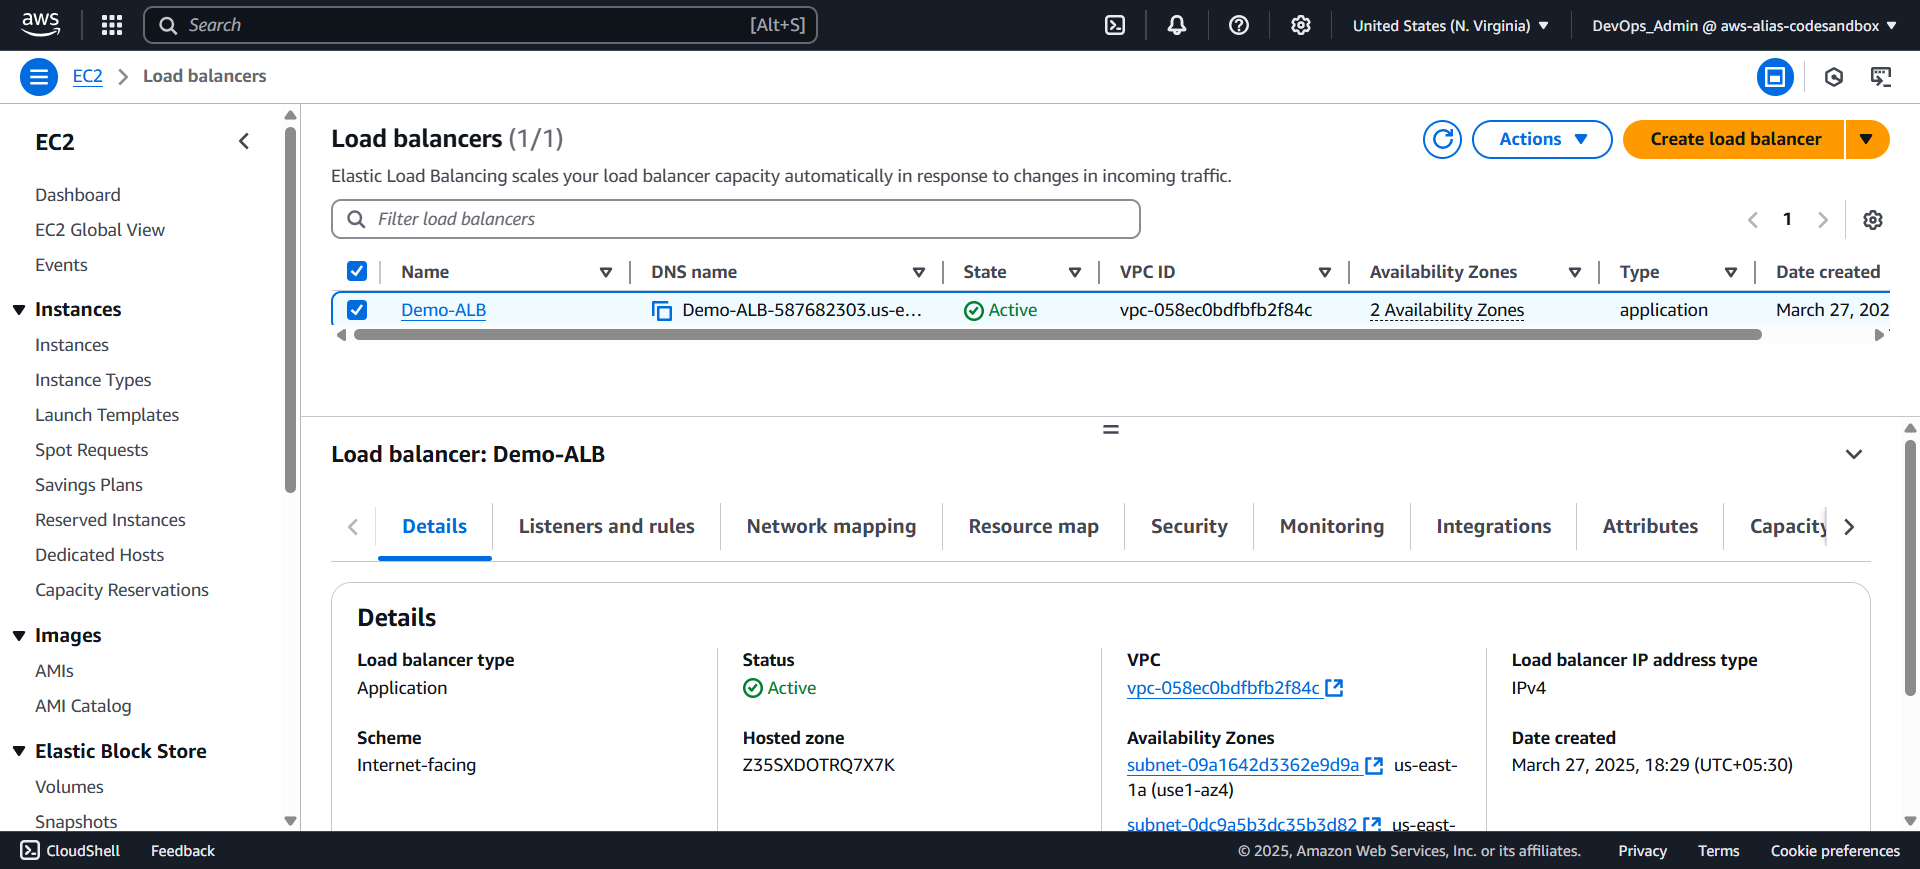 aws
Search [Alt+S]
United States (N. Virginia)
DevOps_Admin @ aws-alias-codesandbox
EC2 Load balancers
EC2
Dashboard
EC2 Global View
Events
Instances
Instances
Instance Types
Launch Templates
Spot Requests
Savings Plans
Reserved Instances
Dedicated Hosts
Capacity Reservations
Images
AMIs
AMI Catalog
Elastic Block Store
Volumes
Snapshots
Load balancers (1/1)
Actions
Create load balancer
Elastic Load Balancing scales your load balancer capacity automatically in response to changes in incoming traffic.
Filter load balancers
1
Name DNS name State VPC ID Availability Zones Type Date created
Demo-ALB Demo-ALB-587682303.us-e... Active vpc-058ec0bdfbfb2f84c 2 Availability Zones application March 27, 202
Load balancer: Demo-ALB
Details Listeners and rules Network mapping Resource map Security Monitoring Integrations Attributes Capacity
Details
Load balancer type
Application
Scheme
Internet-facing
Status
Active
Hosted zone
Z35SXDOTRQ7X7K
VPC
vpc-058ec0bdfbfb2f84c
Availability Zones
subnet-09a1642d3362e9d9a us-east-
1a (use1-az4)
subnet-0dc9a5b3dc35b3d82 us-east-
Load balancer IP address type
IPv4
Date created
March 27, 2025, 18:29 (UTC+05:30)
CloudShell Feedback
© 2025, Amazon Web Services, Inc. or its affiliates. Privacy Terms Cookie preferences